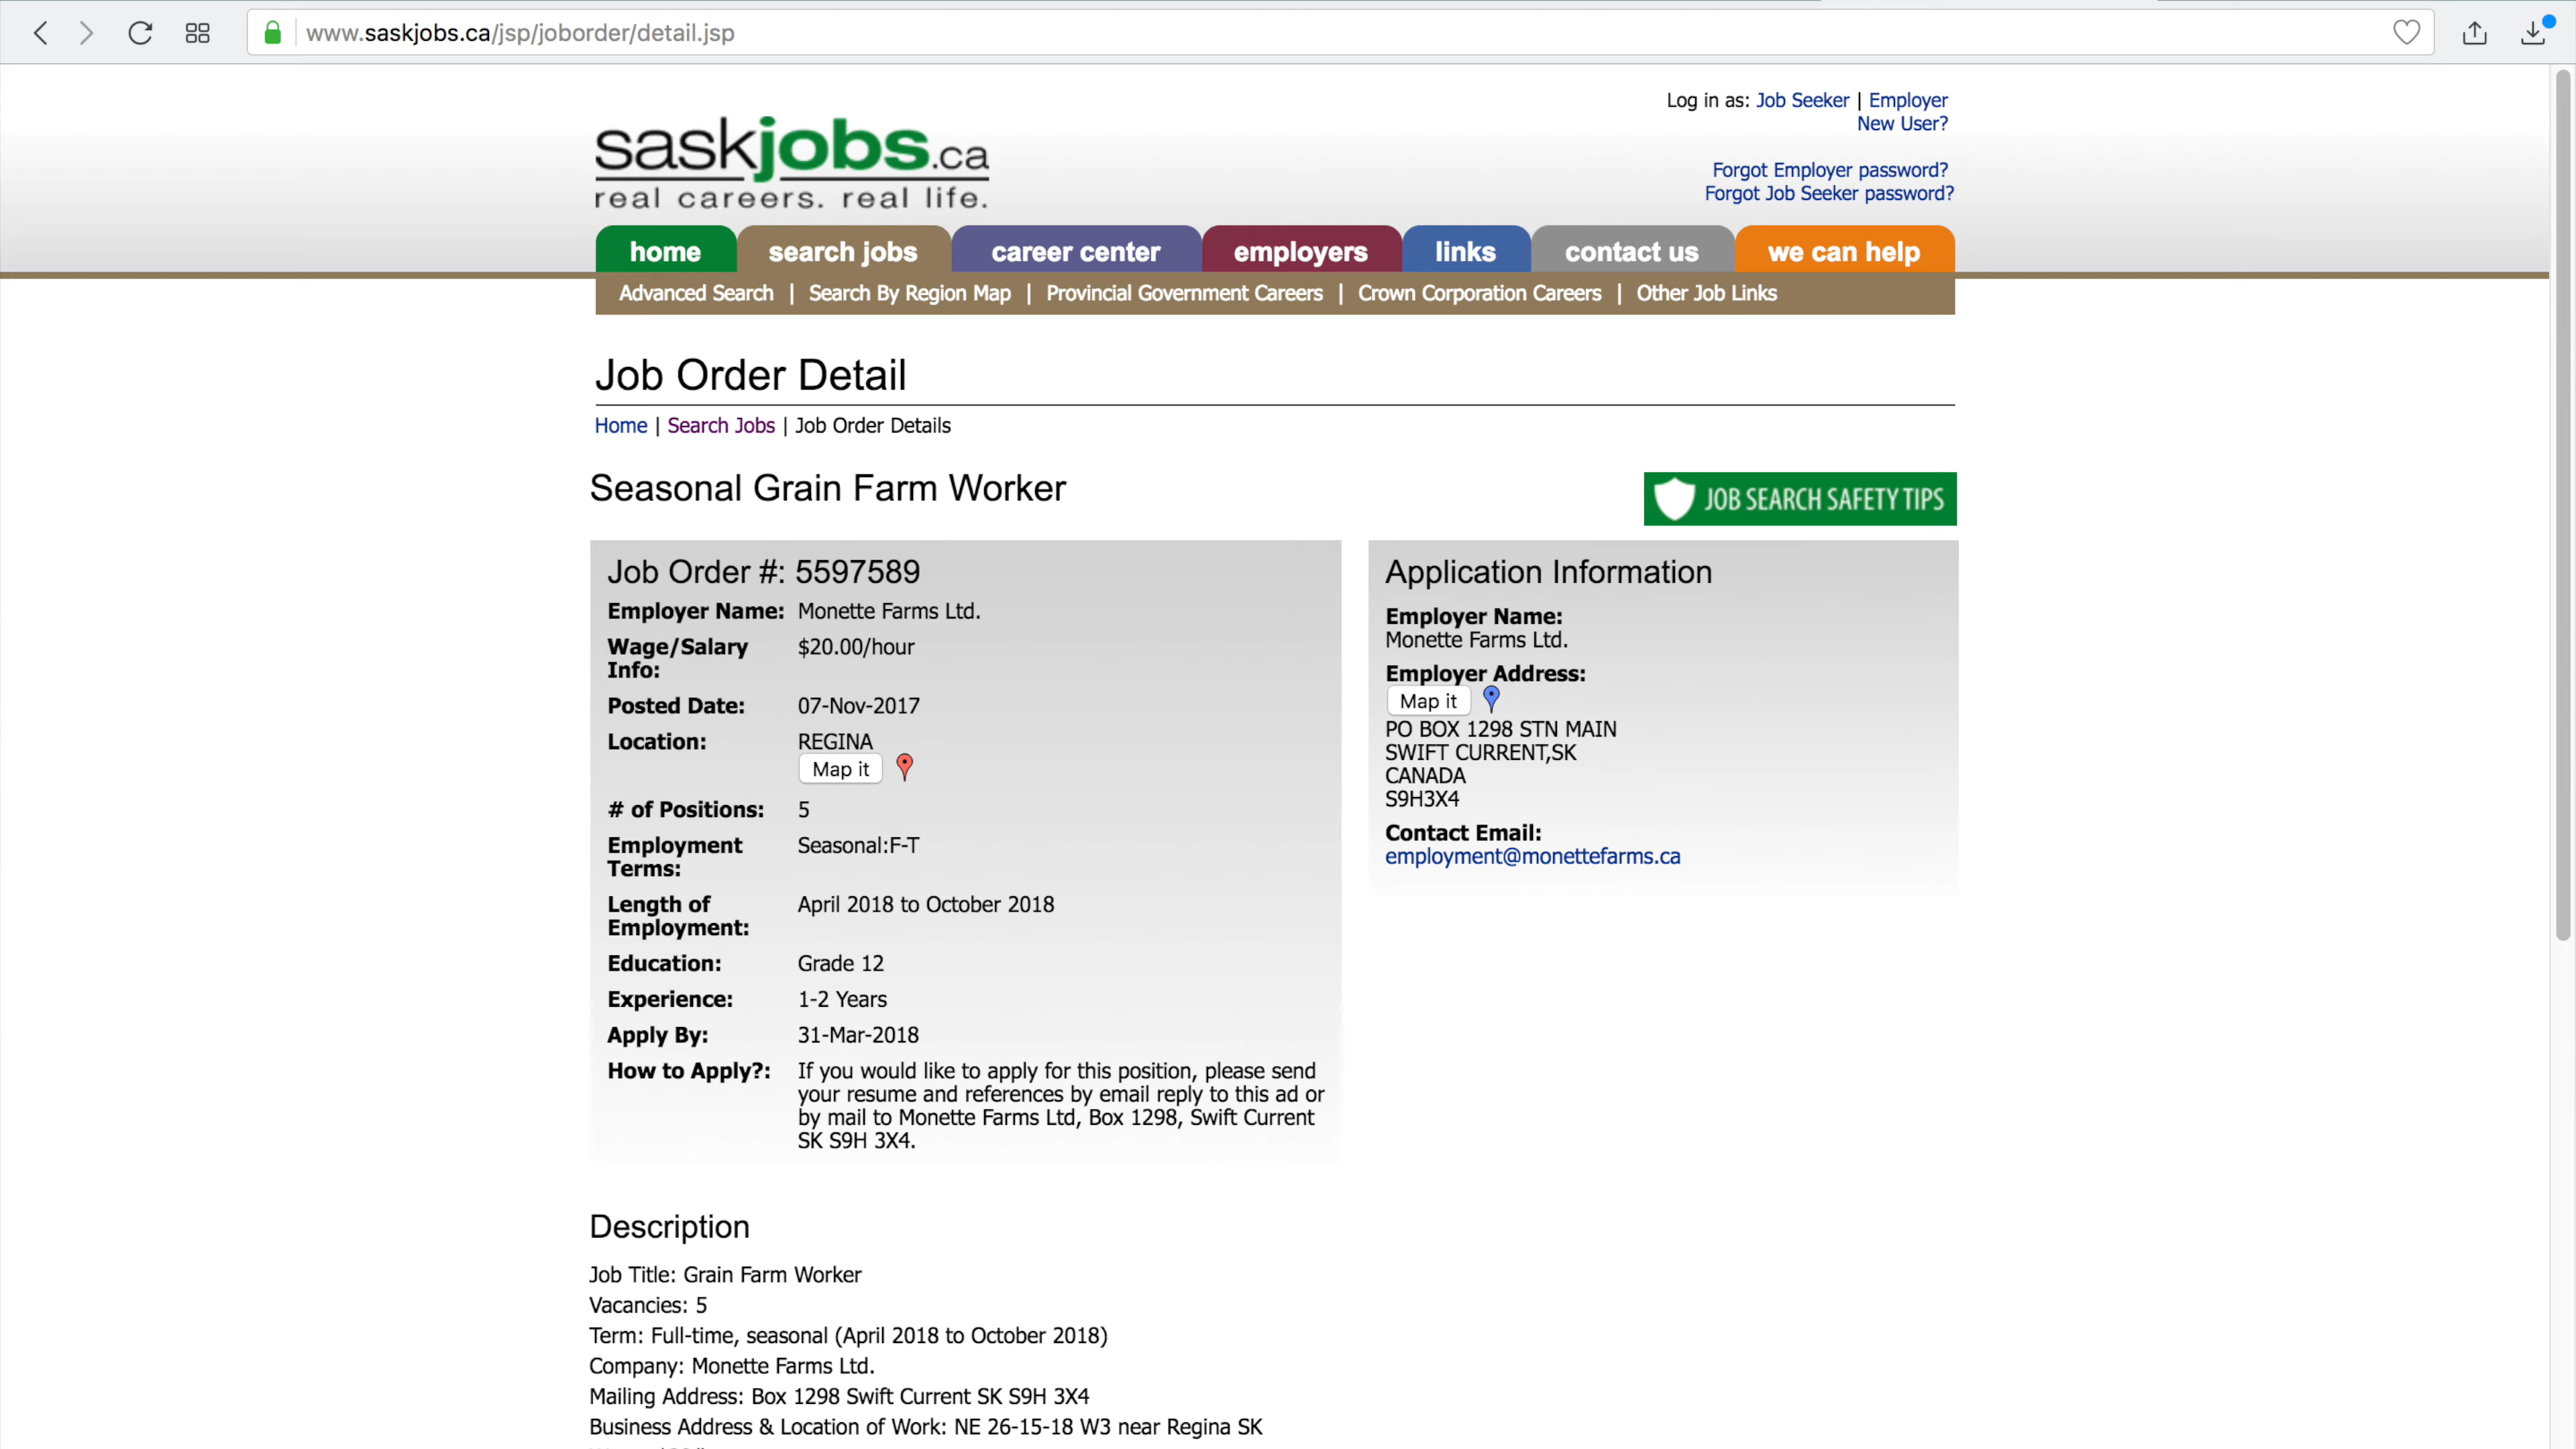 www.saskjobs.ca/jsp/joborder/detail.jsp
Log in as: Job Seeker | Employer
New User?
saskjobs.ca
real careers. real life.
Forgot Employer password?
Forgot Job Seeker password?
home search jobs career center employers links contact us we can help
Advanced Search | Search By Region Map | Provincial Government Careers | Crown Corporation Careers | Other Job Links
Job Order Detail
Home | Search Jobs | Job Order Details
Seasonal Grain Farm Worker
JOB SEARCH SAFETY TIPS
Job Order #: 5597589
Employer Name: Monette Farms Ltd.
Wage/Salary $20.00/hour
Info:
Posted Date: 07-Nov-2017
Location: REGINA
Map it
# of Positions: 5
Employment Seasonal:F-T
Terms:
Length of April 2018 to October 2018
Employment:
Education: Grade 12
Experience: 1-2 Years
Apply By: 31-Mar-2018
How to Apply?: If you would like to apply for this position, please send
your resume and references by email reply to this ad or
by mail to Monette Farms Ltd, Box 1298, Swift Current
SK S9H 3X4.
Application Information
Employer Name:
Monette Farms Ltd.
Employer Address:
Map it
PO BOX 1298 STN MAIN
SWIFT CURRENT,SK
CANADA
S9H3X4
Contact Email:
employment@monettefarms.ca
Description
Job Title: Grain Farm Worker
Vacancies: 5
Term: Full-time, seasonal (April 2018 to October 2018)
Company: Monette Farms Ltd.
Mailing Address: Box 1298 Swift Current SK S9H 3X4
Business Address & Location of Work: NE 26-15-18 W3 near Regina SK